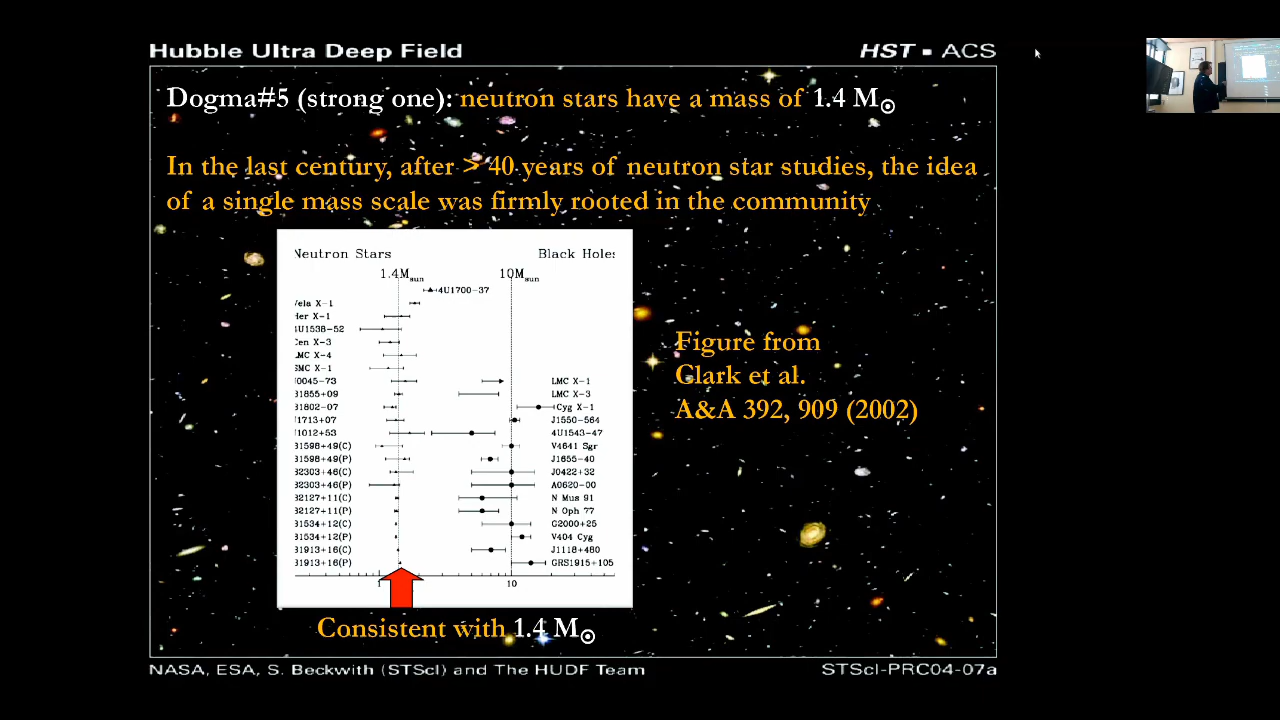 Hubble Ultra Deep Field
HST ▪ ACS
Dogma#5 (strong one): neutron stars have a mass of 1.4 M⊙
In the last century, after > 40 years of neutron star studies, the idea
of a single mass scale was firmly rooted in the community
Neutron Stars
Black Hole:
1.4Msun
10Msun
4U1700-37
Vela X-1
Her X-1
4U1538-52
Cen X-3
LMC X-4
SMC X-1
J0045-73
LMC X-1
B1855+09
LMC X-3
B1802-07
Cyg X-1
J1713+07
J1550-564
J1012+53
4U1543-47
B1598+49(C)
V4641 Sgr
B1598+49(P)
J1655-40
B2303+46(C)
J0422+32
B2303+46(P)
A0620-00
B2127+11(C)
N Mus 91
B2127+11(P)
N Oph 77
B1534+12(C)
G2000+25
B1534+12(P)
V404 Cyg
B1913+16(C)
J1118+480
B1913+16(P)
GRS1915+105
1
10
Figure from
Clark et al.
A&A 392, 909 (2002)
Consistent with 1.4 M⊙
NASA, ESA, S. Beckwith (STScI) and The HUDF Team
STScI-PRC04-07a